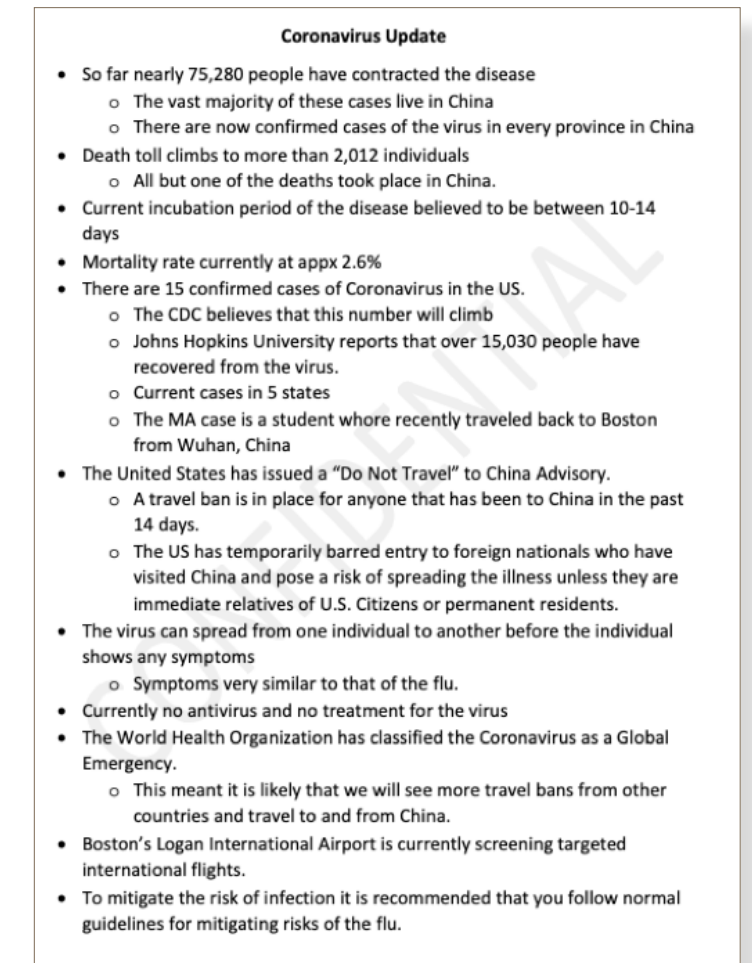 Coronavirus Update
• So far nearly 75,280 people have contracted the disease
o The vast majority of these cases live in China
o There are now confirmed cases of the virus in every province in China
• Death toll climbs to more than 2,012 individuals
o All but one of the deaths took place in China.
• Current incubation period of the disease believed to be between 10-14
days
• Mortality rate currently at appx 2.6%
• There are 15 confirmed cases of Coronavirus in the US.
o The CDC believes that this number will climb
o Johns Hopkins University reports that over 15,030 people have
recovered from the virus.
o Current cases in 5 states
o The MA case is a student whore recently traveled back to Boston
from Wuhan, China
• The United States has issued a “Do Not Travel” to China Advisory.
o A travel ban is in place for anyone that has been to China in the past
14 days.
o The US has temporarily barred entry to foreign nationals who have
visited China and pose a risk of spreading the illness unless they are
immediate relatives of U.S. Citizens or permanent residents.
• The virus can spread from one individual to another before the individual
shows any symptoms
o Symptoms very similar to that of the flu.
• Currently no antivirus and no treatment for the virus
• The World Health Organization has classified the Coronavirus as a Global
Emergency.
o This meant it is likely that we will see more travel bans from other
countries and travel to and from China.
• Boston’s Logan International Airport is currently screening targeted
international flights.
• To mitigate the risk of infection it is recommended that you follow normal
guidelines for mitigating risks of the flu.
CONFIDENTIAL